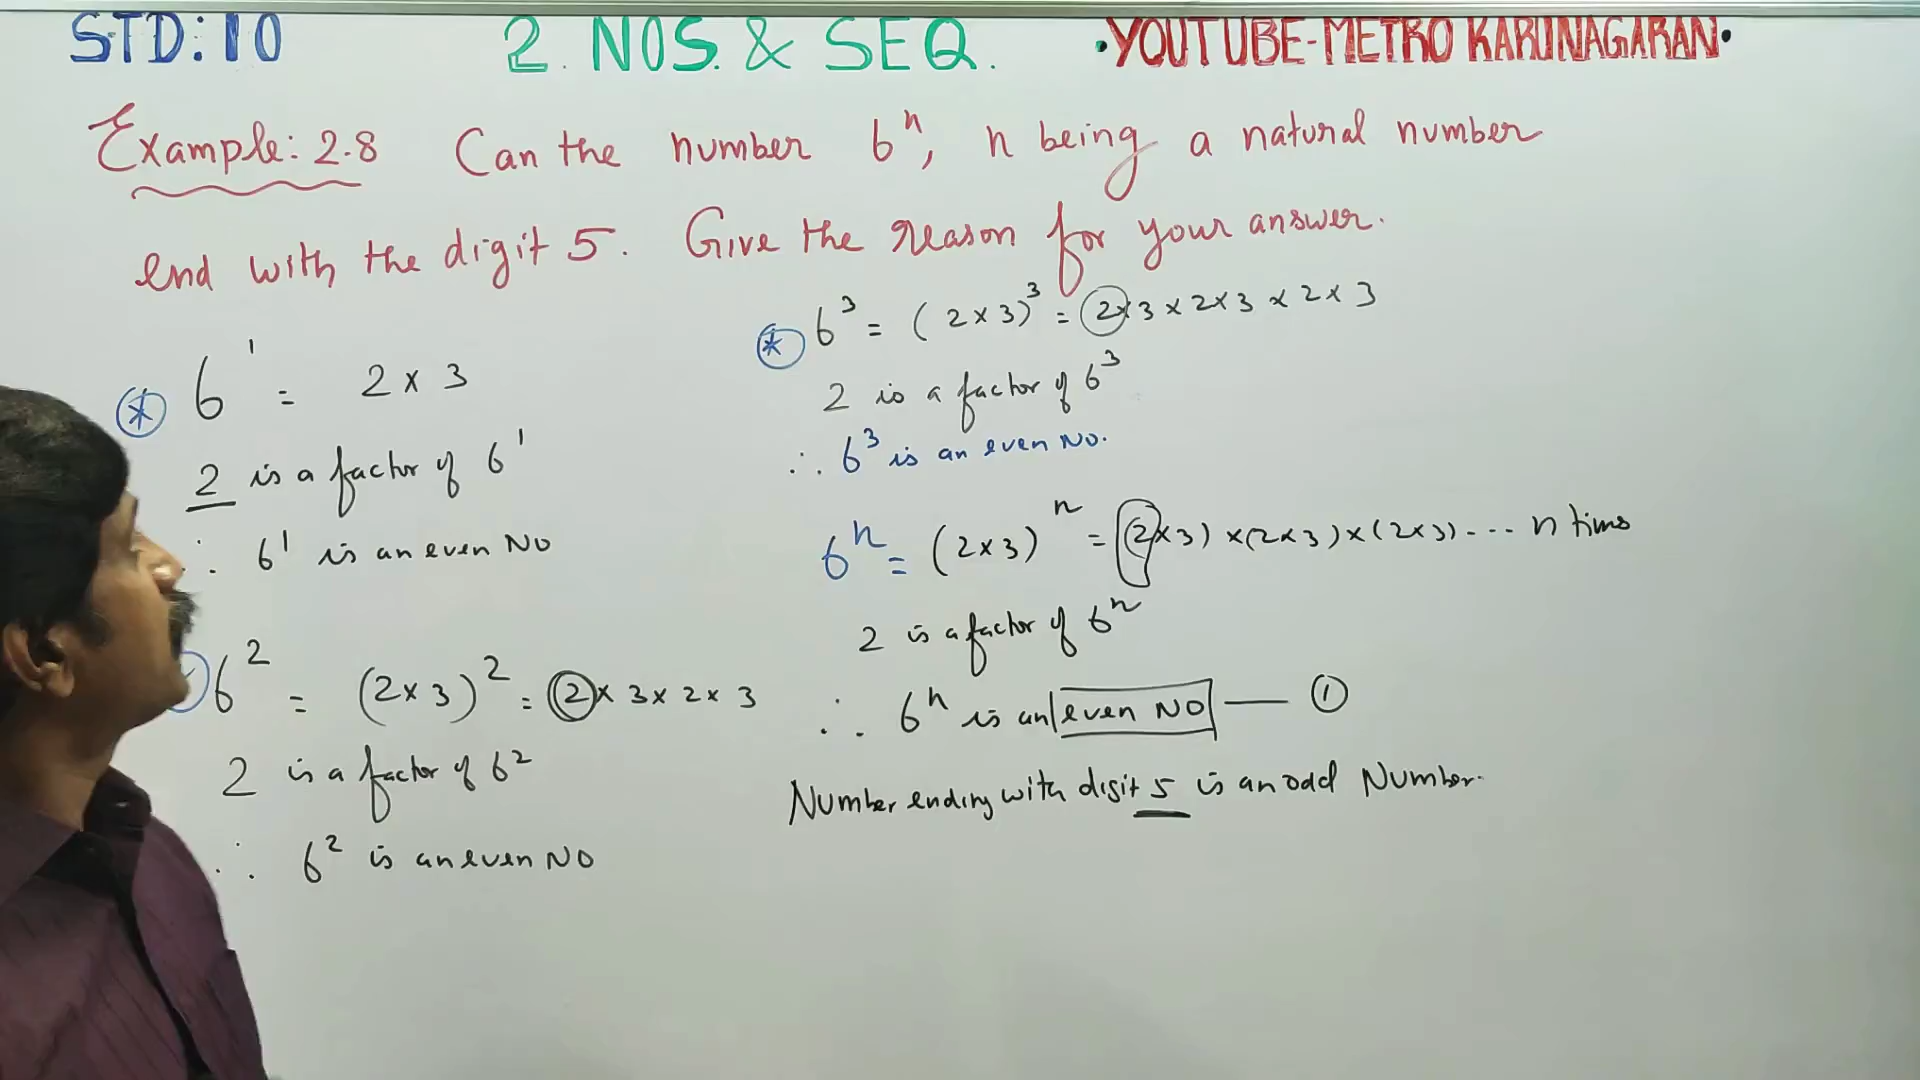 STD:10 2. NOS. & SEQ. •YOUTUBE-METRO KARUNAGARAN•
Example: 2.8 Can the number 6ⁿ, n being a natural number
end with the digit 5. Give the reason for your answer.
6¹ = 2 × 3
2 is a factor of 6¹
∴ 6¹ is an even NO
6² = (2×3)² = 2 × 3 × 2 × 3
2 is a factor of 6²
∴ 6² is an even NO
* 6³ = (2×3)³ = 2×3 × 2×3 × 2×3
2 is a factor of 6³
∴ 6³ is an even NO.
6ⁿ = (2×3)ⁿ = (2×3) × (2×3) × (2×3) --- n times
2 is a factor of 6ⁿ
∴ 6ⁿ is an even NO — ①
Number ending with digit 5 is an odd Number.